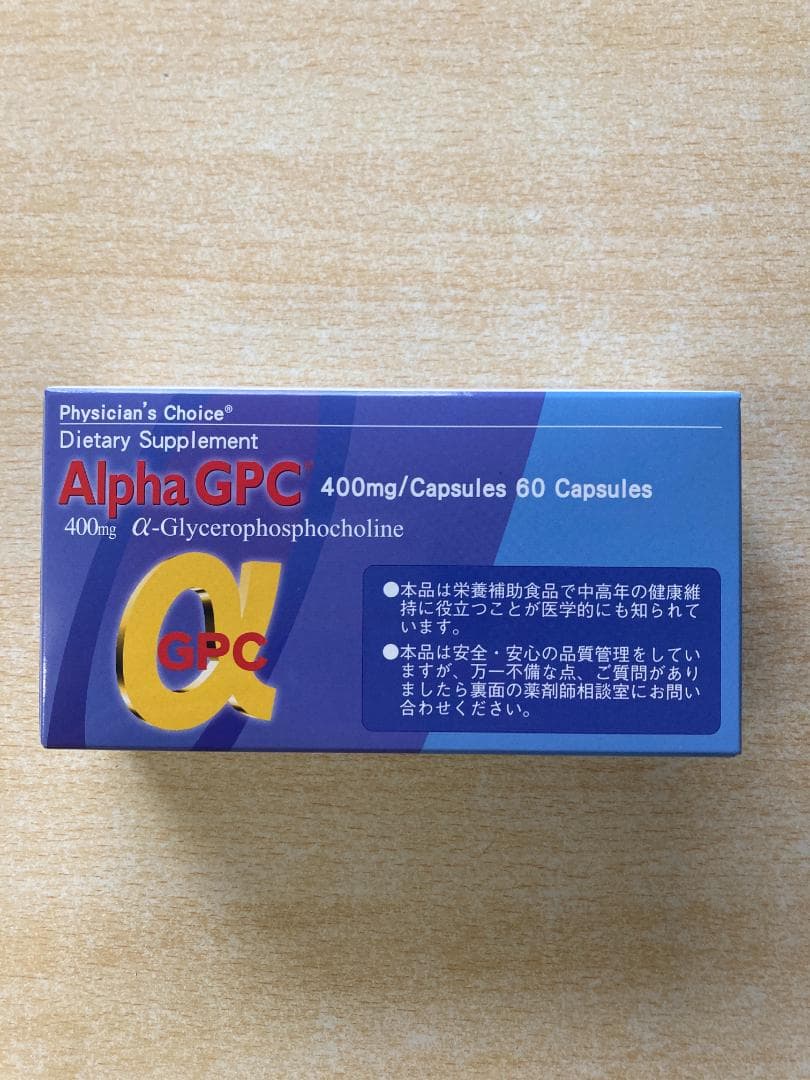 Physician's Choice®
Dietary Supplement
Alpha GPC 400mg/Capsules 60 Capsules
400mg α-Glycerophosphocholine
α
GPC
●本品は栄養補助食品で中高年の健康維
持に役立つことが医学的にも知られて
います。
●本品は安全・安心の品質管理をしてい
ますが、万一不備な点、ご質問があり
ましたら裏面の薬剤師相談室にお問い
合わせください。